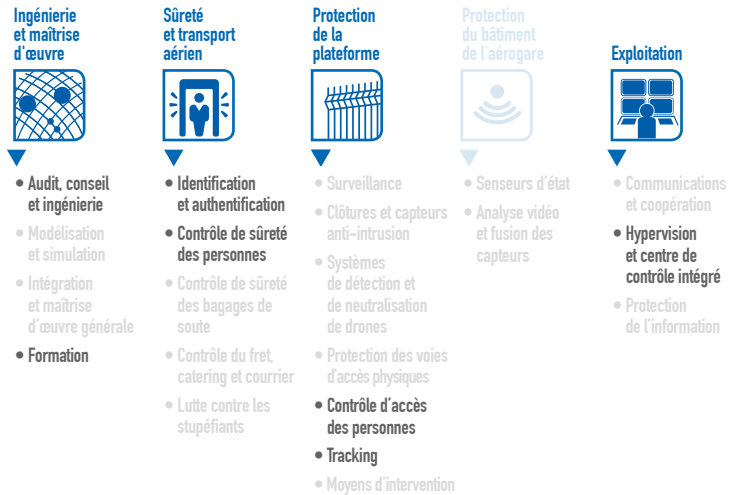 Ingénierie
et maîtrise
d'œuvre
• Audit, conseil
et ingénierie
• Modélisation
et simulation
• Intégration
et maîtrise
d'œuvre générale
• Formation
Sûreté
et transport
aérien
• Identification
et authentification
• Contrôle de sûreté
des personnes
• Contrôle de sûreté
des bagages de
soute
• Contrôle du fret,
catering et courrier
• Lutte contre les
stupéfiants
Protection
de la
plateforme
• Surveillance
• Clôtures et capteurs
anti-intrusion
• Systèmes
de détection et
de neutralisation
de drones
• Protection des voies
d'accès physiques
• Contrôle d'accès
des personnes
• Tracking
• Moyens d'intervention
Protection
du bâtiment
de l'aérogare
• Senseurs d'état
• Analyse vidéo
et fusion des
capteurs
Exploitation
• Communications
et coopération
• Hypervision
et centre de
contrôle intégré
• Protection
de l'information